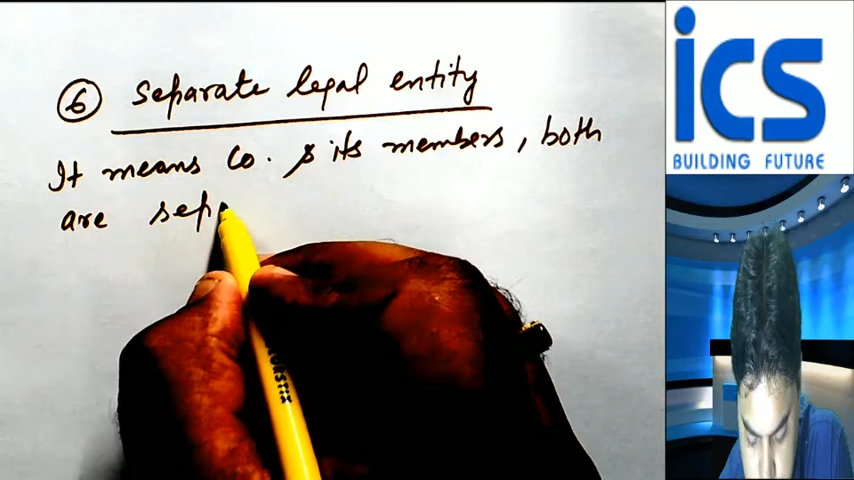 ⑥ Separate legal entity
It means Co. & its members, both
are sep
ICS
BUILDING FUTURE